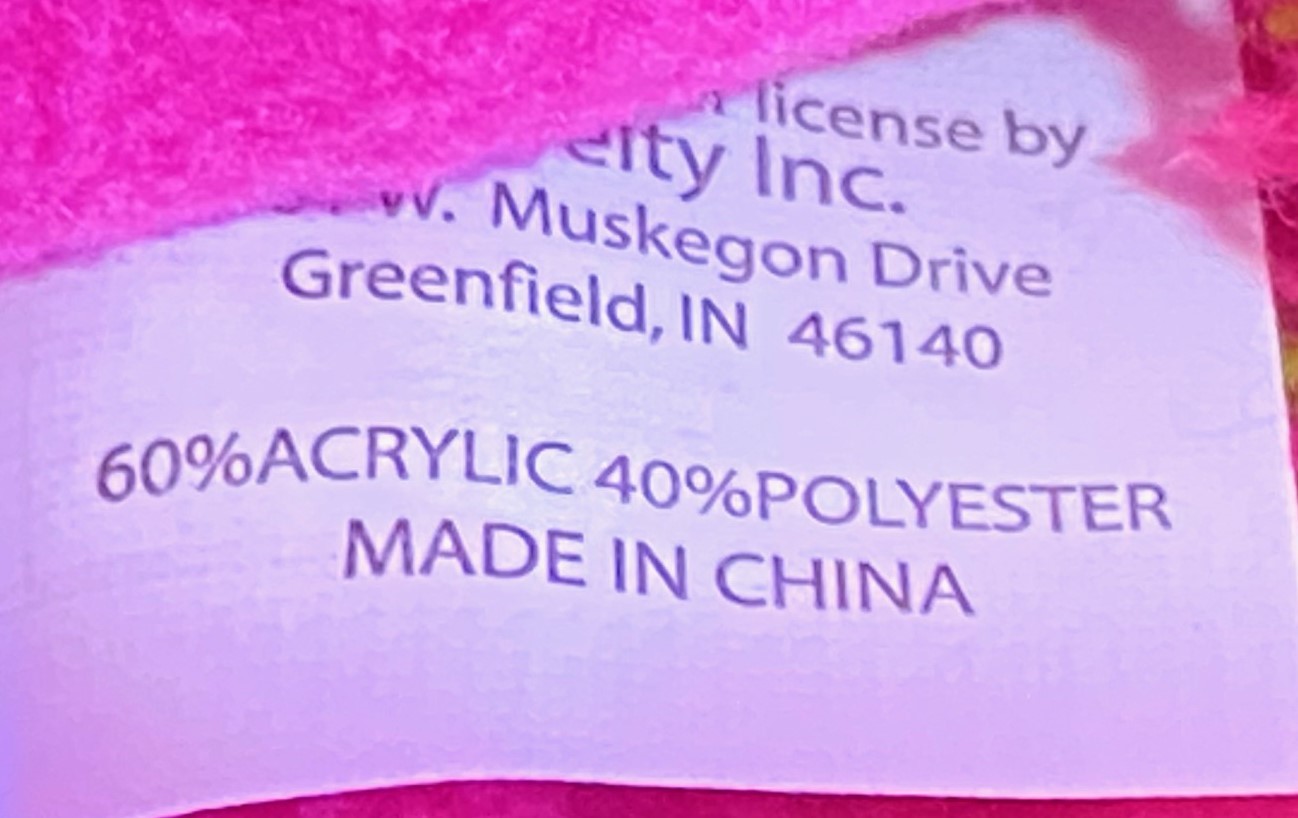 license by
Inc.
W. Muskegon Drive
Greenfield, IN 46140
60%ACRYLIC 40%POLYESTER
MADE IN CHINA